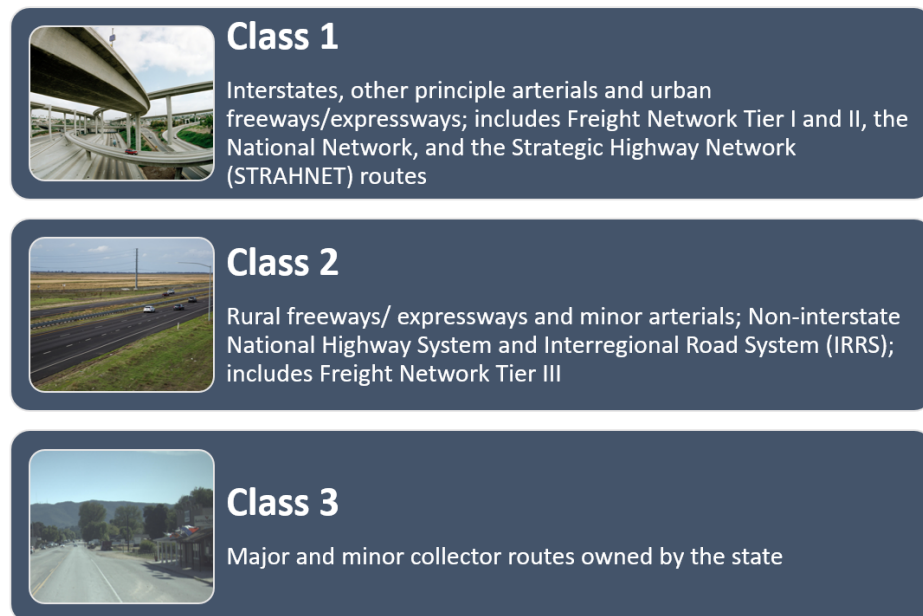 Class 1
Interstates, other principle arterials and urban
freeways/expressways; includes Freight Network Tier I and II, the
National Network, and the Strategic Highway Network
(STRAHNET) routes
Class 2
Rural freeways/ expressways and minor arterials; Non-interstate
National Highway System and Interregional Road System (IRRS);
includes Freight Network Tier III
Class 3
Major and minor collector routes owned by the state